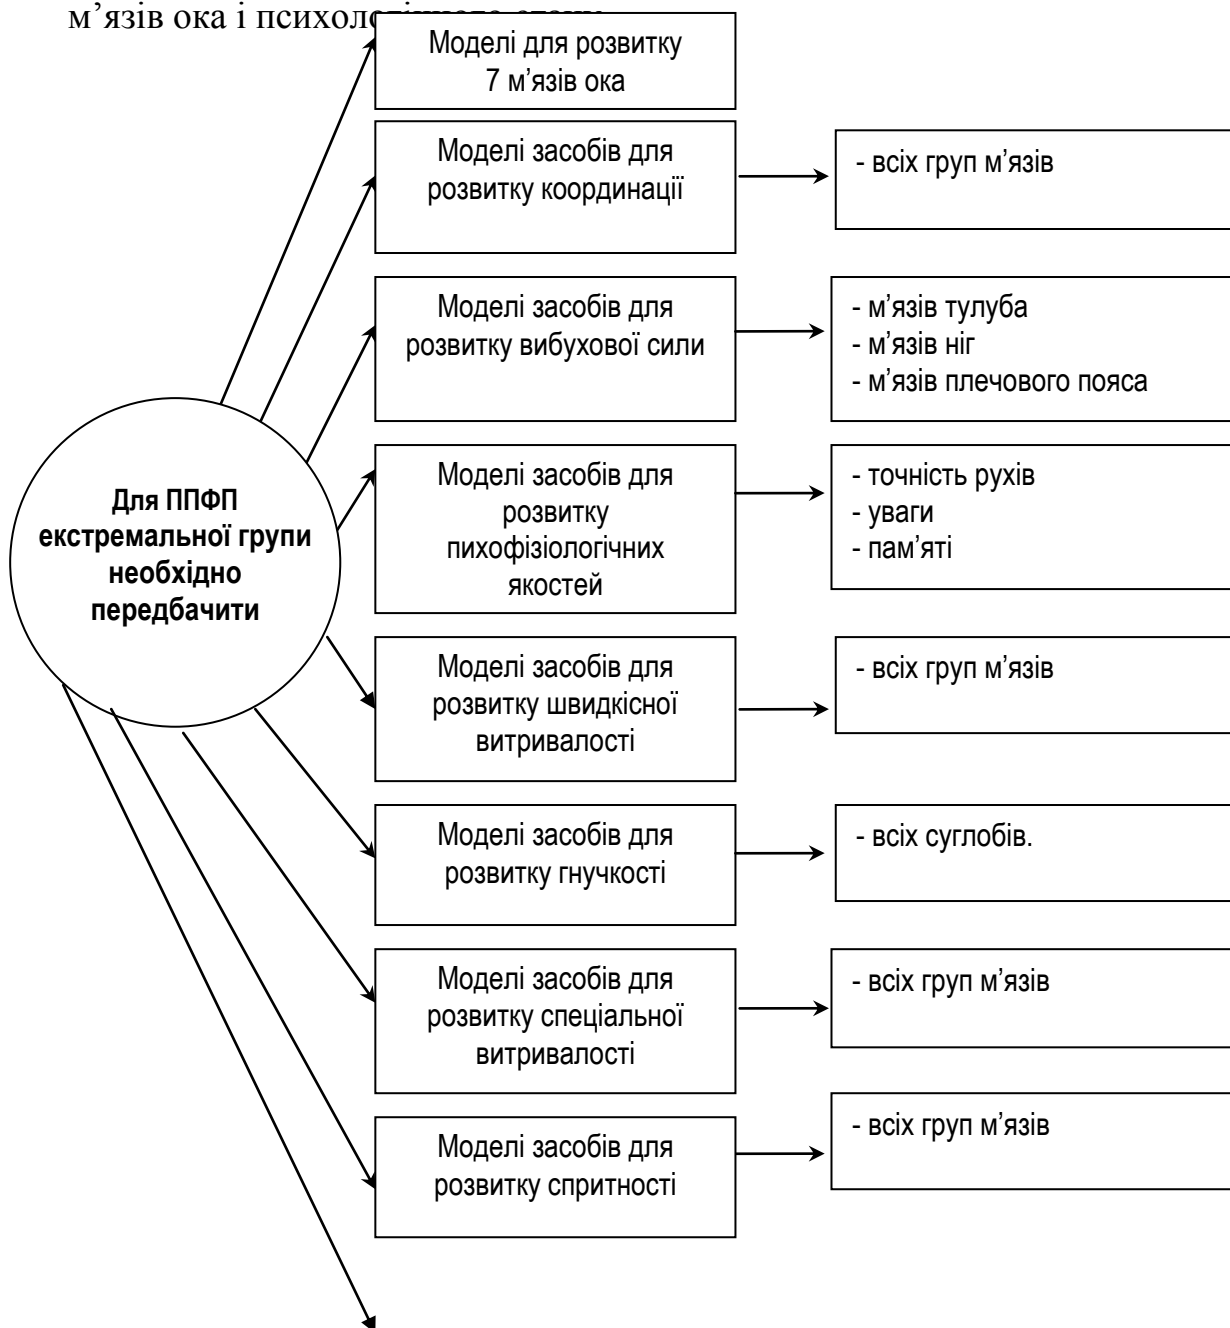 м’язів ока і
Моделі для розвитку
7 м’язів ока
Моделі засобів для
розвитку координації
- всіх груп м’язів
Моделі засобів для
розвитку вибухової сили
- м’язів тулуба
- м’язів ніг
- м’язів плечового пояса
Для ППФП
екстремальної групи
необхідно
передбачити
Моделі засобів для
розвитку
пихофізіологічних
якостей
- точність рухів
- уваги
- пам’яті
Моделі засобів для
розвитку швидкісної
витривалості
- всіх груп м’язів
Моделі засобів для
розвитку гнучкості
- всіх суглобів.
Моделі засобів для
розвитку спеціальної
витривалості
- всіх груп м’язів
Моделі засобів для
розвитку спритності
- всіх груп м’язів